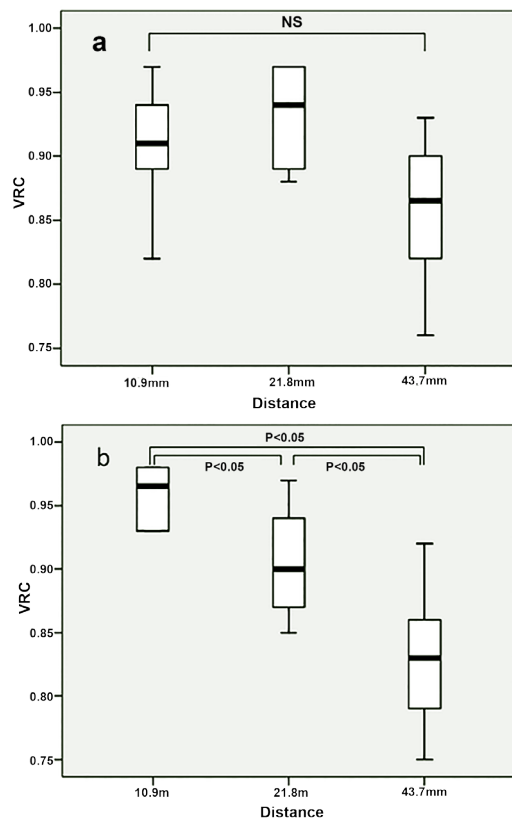 a
NS
1.00
0.95
0.90
0.85
0.80
0.75
VRC
10.9mm 21.8mm 43.7mm
Distance
b
P<0.05
P<0.05 P<0.05
1.00
0.95
0.90
0.85
0.80
0.75
VRC
10.9m 21.8m 43.7mm
Distance